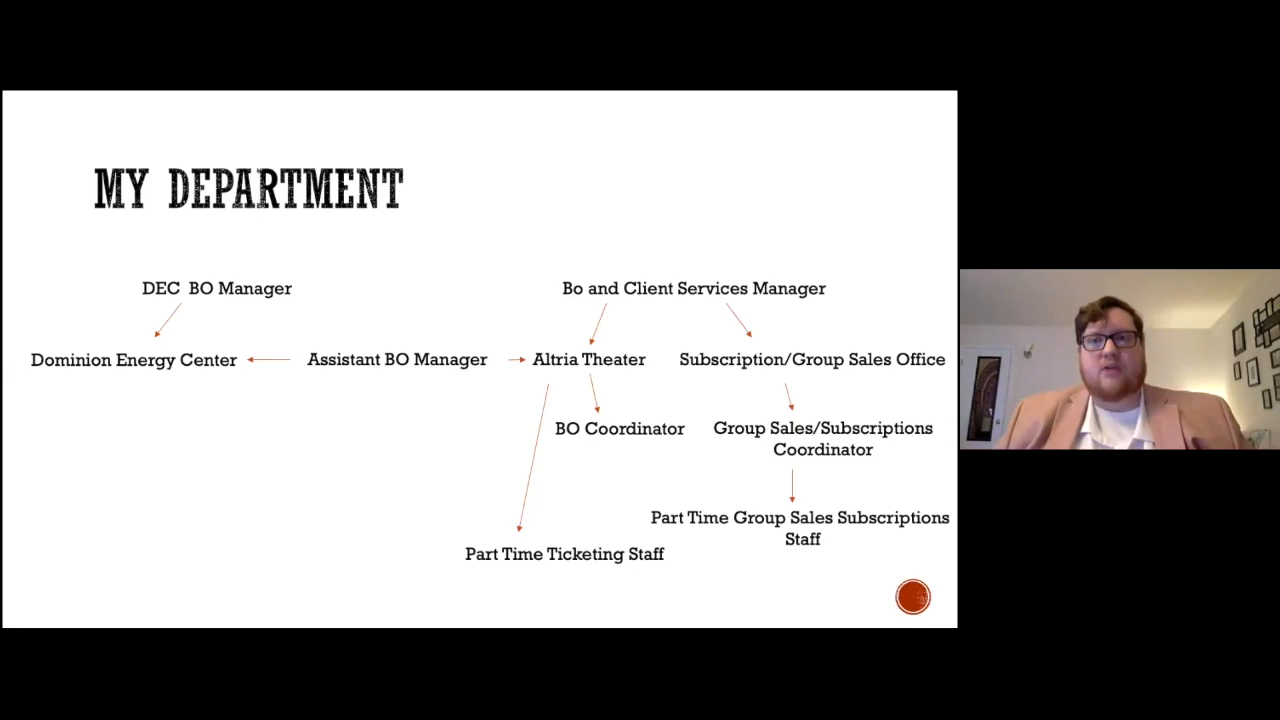 MY DEPARTMENT
DEC BO Manager
Bo and Client Services Manager
Dominion Energy Center
Assistant BO Manager
Altria Theater
Subscription/Group Sales Office
BO Coordinator
Group Sales/Subscriptions
Coordinator
Part Time Group Sales Subscriptions
Staff
Part Time Ticketing Staff